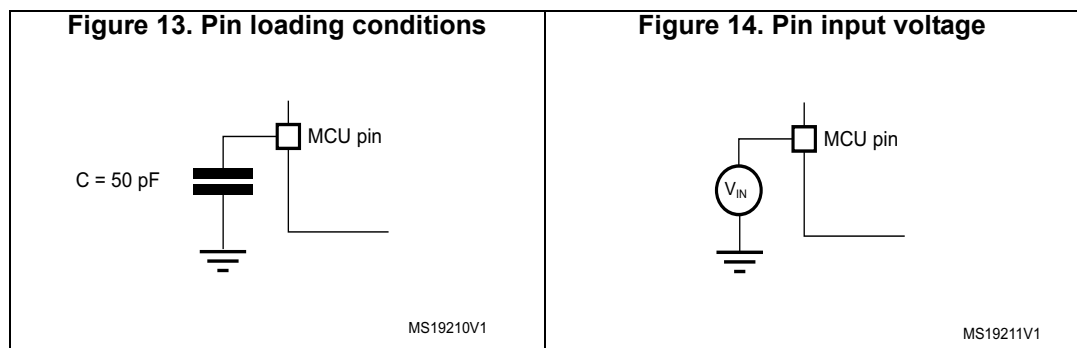 Figure 13. Pin loading conditions
MCU pin
C = 50 pF
MS19210V1
Figure 14. Pin input voltage
MCU pin
VIN
MS19211V1